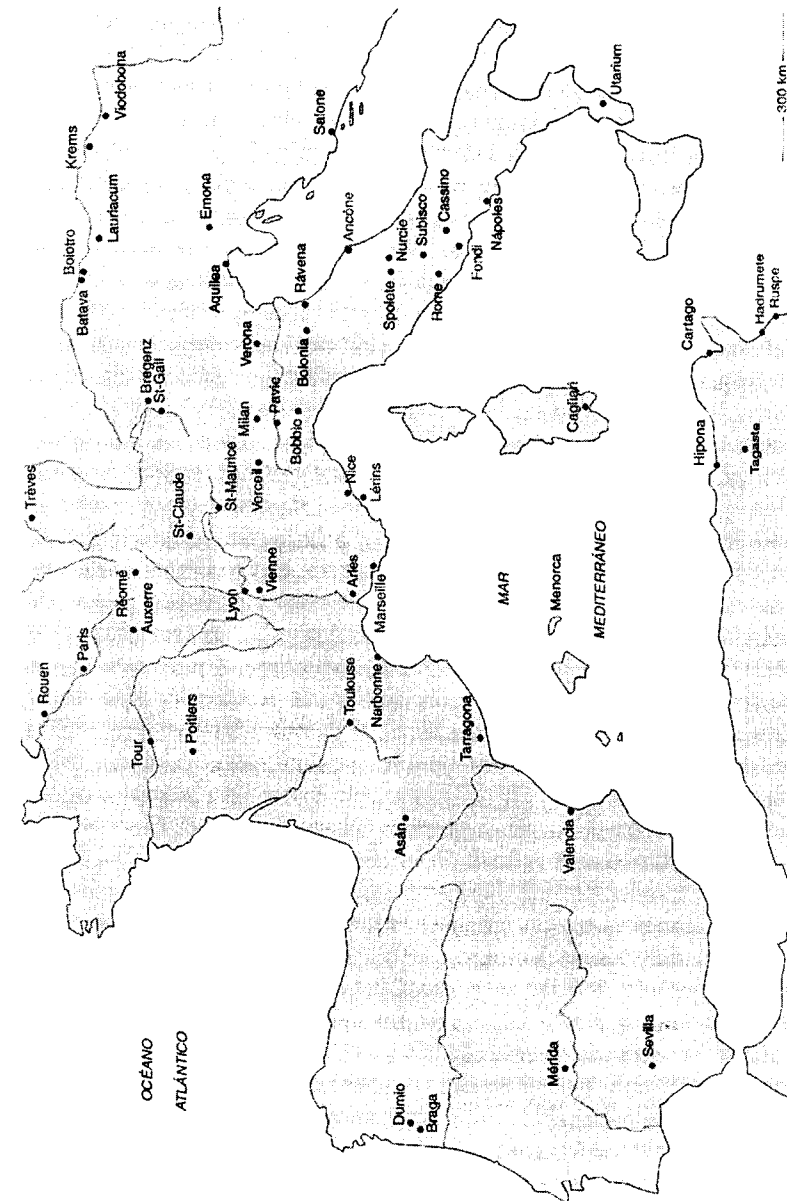 Rouen
Paris
Réomé
Auxerre
Trèves
Tour
Poitiers
St-Claude
St-Maurice
Lyon
Vienne
Bregenz
St-Gall
Batava
Boiotro
Lauriacum
Krems
Viodobona
Emona
Aquilea
Salone
Verona
Milan
Vorceil
Pavie
Bobbio
Bolonia
Rávena
Ancône
Nice
Lérins
Arles
Marseille
Toulouse
Narbonne
Spolete
Nurcie
Subisco
Rome
Cassino
Fondi
Nápoles
Utarium
OCÉANO
ATLÁNTICO
Dumio
Braga
Asán
Tarragona
Valencia
Mérida
Sevilla
MAR
MEDITERRÁNEO
Menorca
Cagliari
Cartago
Hipona
Tagaste
Hadrumete
Ruspe
300 km